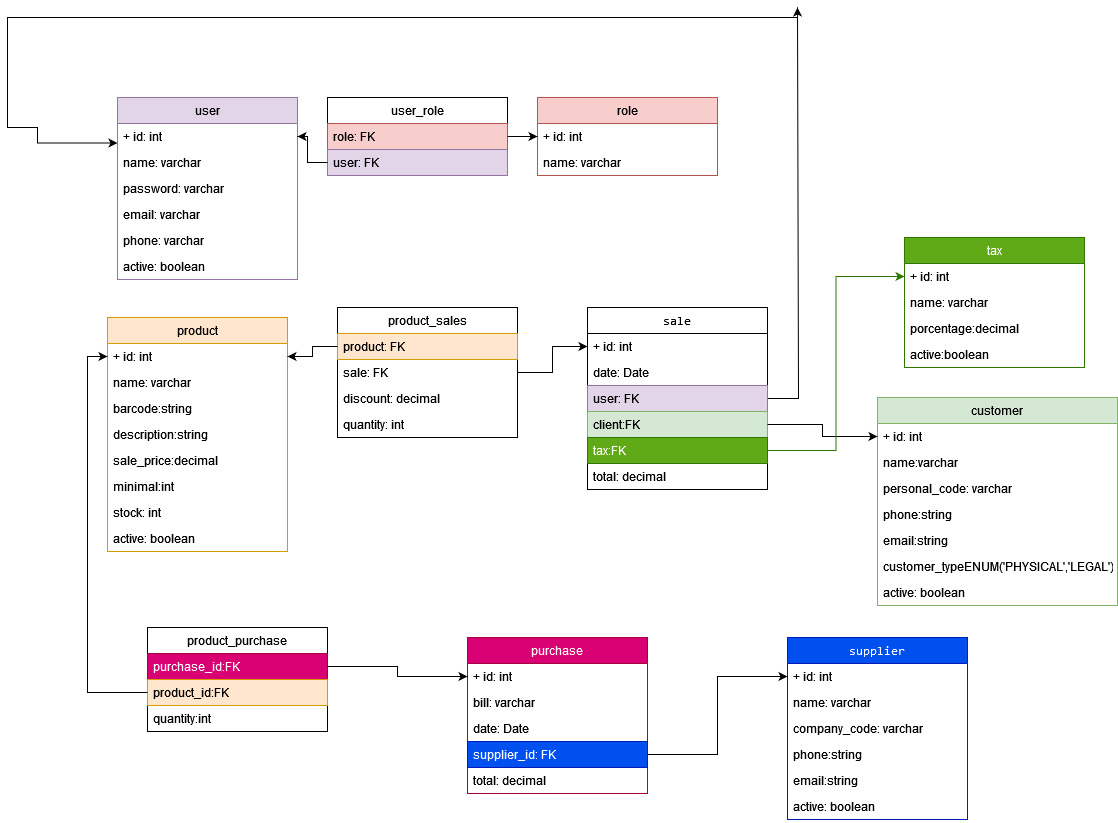 user
+ id: int
name: varchar
password: varchar
email: varchar
phone: varchar
active: boolean
user_role
role: FK
user: FK
role
+ id: int
name: varchar
tax
+ id: int
name: varchar
porcentage:decimal
active:boolean
product
+ id: int
name: varchar
barcode:string
description:string
sale_price:decimal
minimal:int
stock: int
active: boolean
product_sales
product: FK
sale: FK
discount: decimal
quantity: int
sale
+ id: int
date: Date
user: FK
client:FK
tax:FK
total: decimal
customer
+ id: int
name:varchar
personal_code: varchar
phone:string
email:string
customer_typeENUM('PHYSICAL','LEGAL')
active: boolean
product_purchase
purchase_id:FK
product_id:FK
quantity:int
purchase
+ id: int
bill: varchar
date: Date
supplier_id: FK
total: decimal
supplier
+ id: int
name: varchar
company_code: varchar
phone:string
email:string
active: boolean